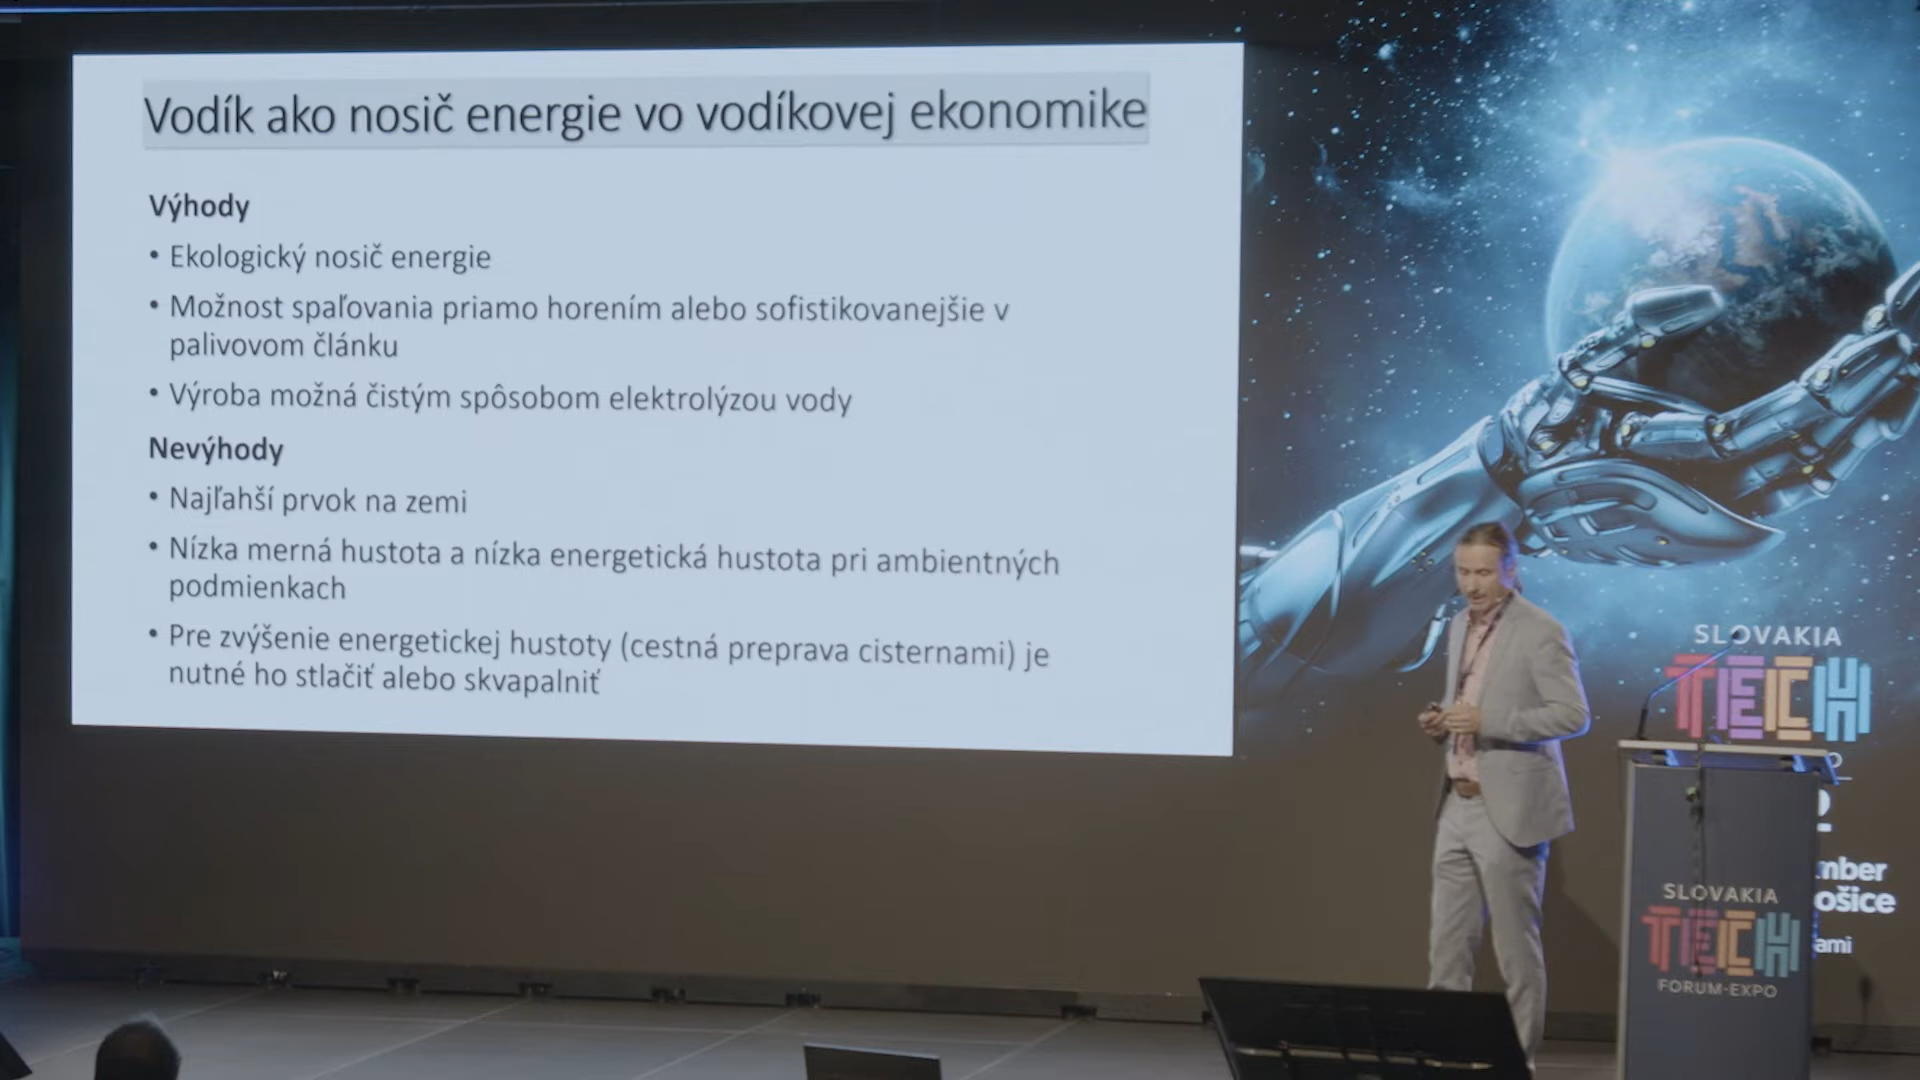 Vodík ako nosič energie vo vodíkovej ekonomike
Výhody
• Ekologický nosič energie
• Možnost spaľovania priamo horením alebo sofistikovanejšie v
palivovom článku
• Výroba možná čistým spôsobom elektrolýzou vody
Nevýhody
• Najľahší prvok na zemi
• Nízka merná hustota a nízka energetická hustota pri ambientných
podmienkach
• Pre zvýšenie energetickej hustoty (cestná preprava cisternami) je
nutné ho stlačiť alebo skvapalniť
SLOVAKIA
TECH
SLOVAKIA
TECH
FORUM-EXPO